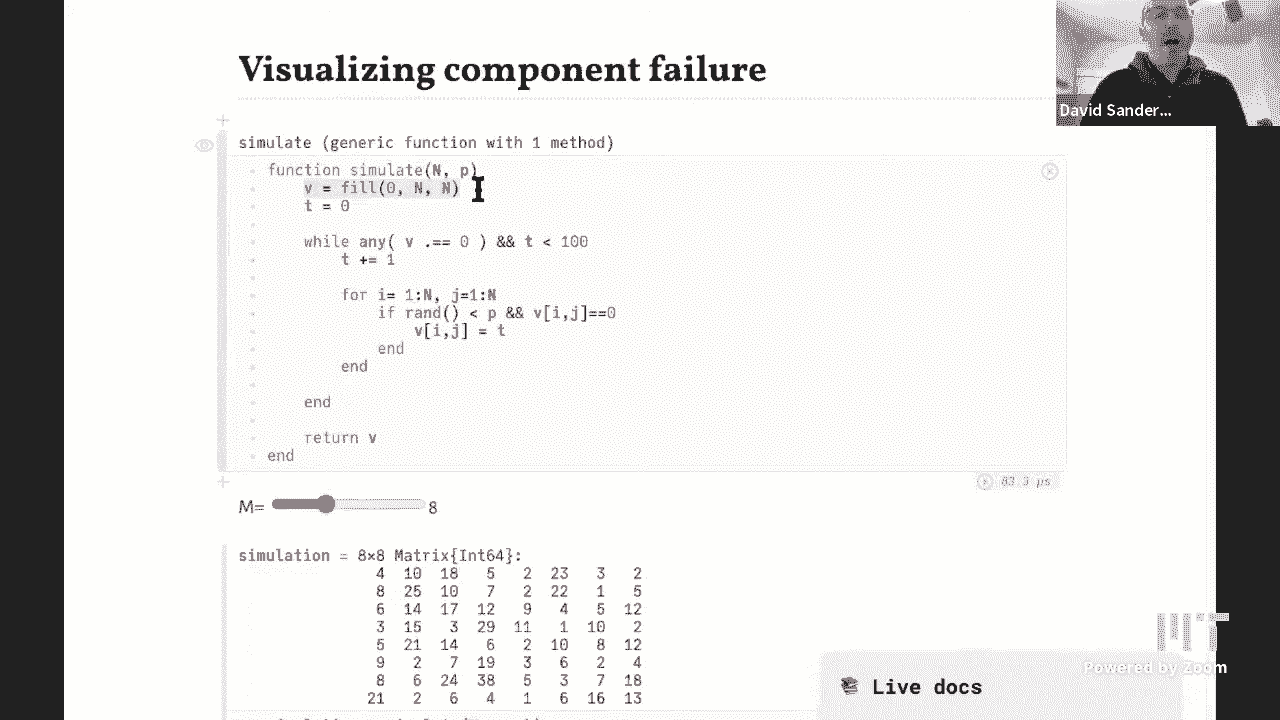 Visualizing component failure
David Sander...
simulate (generic function with 1 method)
function simulate(N, p)
v = fill(0, N, N)
t = 0
while any( v .== 0 ) && t < 100
t += 1
for i= 1:N, j=1:N
if rand() < p && v[i,j]==0
v[i,j] = t
end
end
end
return v
end
M=
8
simulation = 8×8 Matrix{Int64}:
4 10 18 5 2 23 3 2
8 25 10 7 2 22 1 5
6 14 17 12 9 4 5 12
3 15 3 29 11 1 10 2
5 21 14 6 2 10 8 12
9 2 7 19 3 6 2 4
8 6 24 38 5 3 7 18
21 2 6 4 1 6 16 13
MIT
Powered by Zoom
Live docs